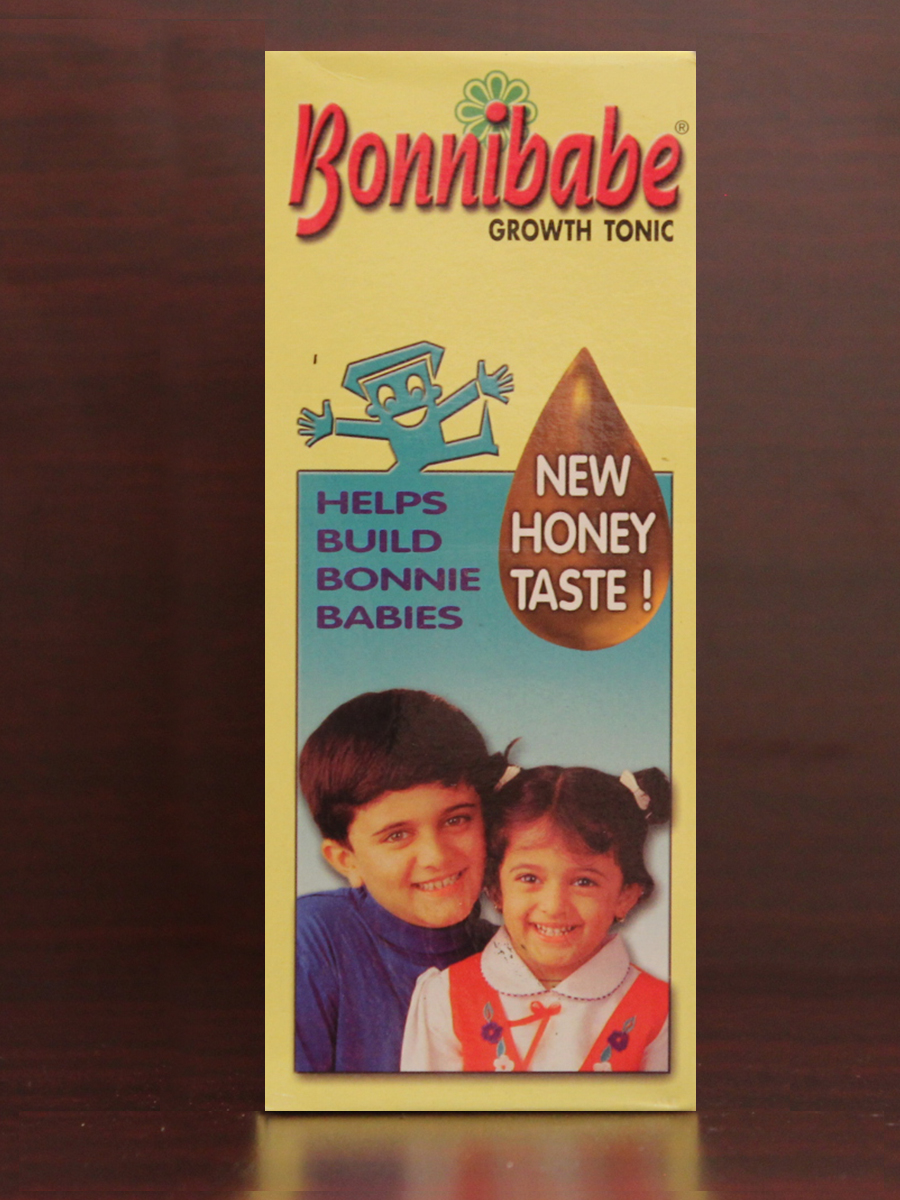 Bonnibabe®
GROWTH TONIC
HELPS
BUILD
BONNIE
BABIES
NEW
HONEY
TASTE !